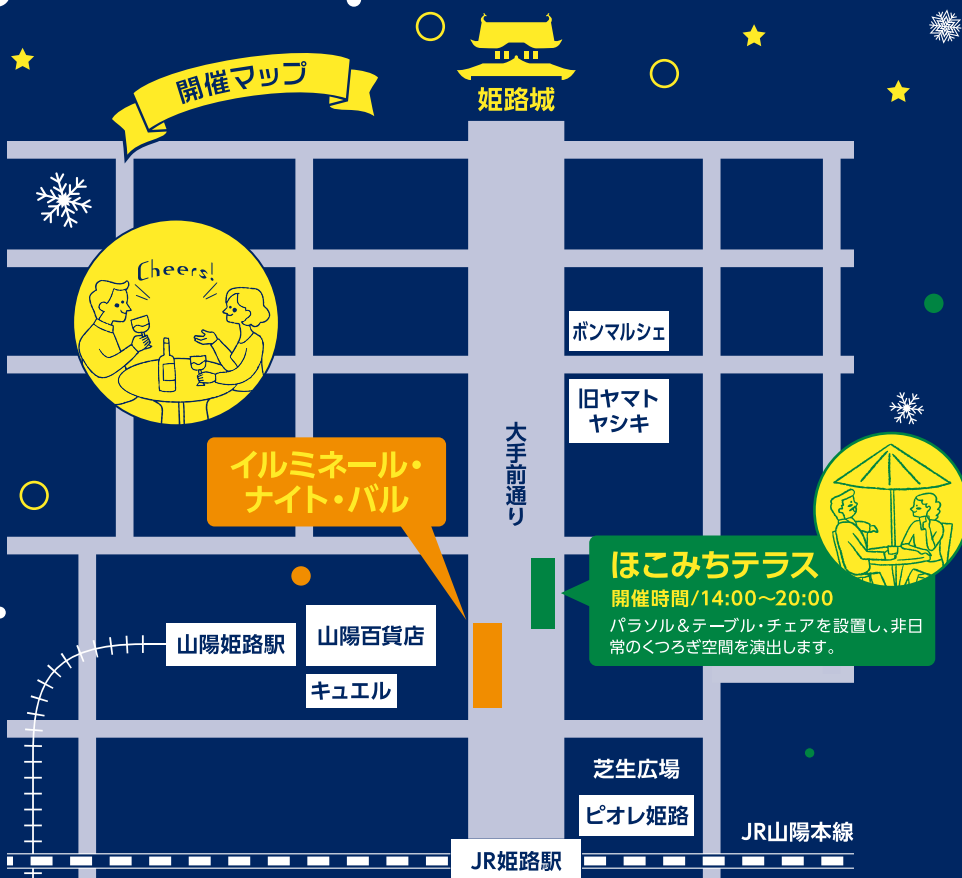 開催マップ
姫路城
Cheers!
ボンマルシェ
旧ヤマト
ヤシキ
大手前通り
イルミネール・
ナイト・バル
ほこみちテラス
開催時間/14:00〜20:00
パラソル&テーブル・チェアを設置し、非日
常のくつろぎ空間を演出します。
山陽姫路駅
山陽百貨店
キュエル
芝生広場
ピオレ姫路
JR山陽本線
JR姫路駅